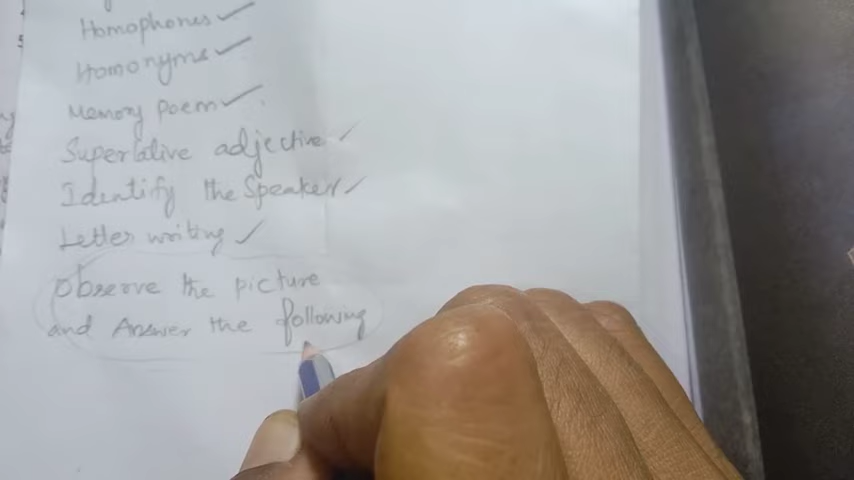 Homophones ✓
Homonyms ✓
Memory poem ✓
Superlative adjective ✓
Identify the Speaker ✓
Letter writing ✓
Observe the picture
and Answer the following